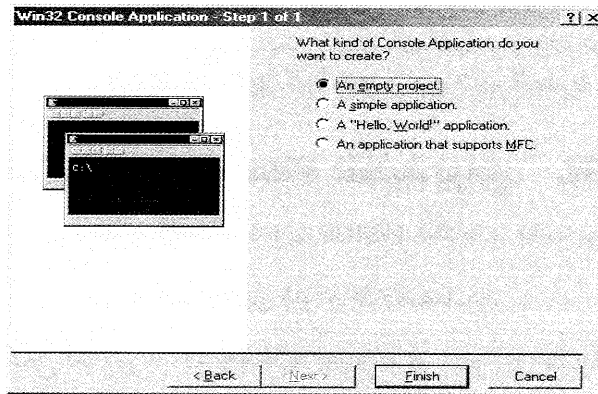 Win32 Console Application - Step 1 of 1
What kind of Console Application do you
want to create?
An empty project.
A simple application.
A "Hello, World!" application.
An application that supports MFC.
C:\
< Back
Next >
Finish
Cancel